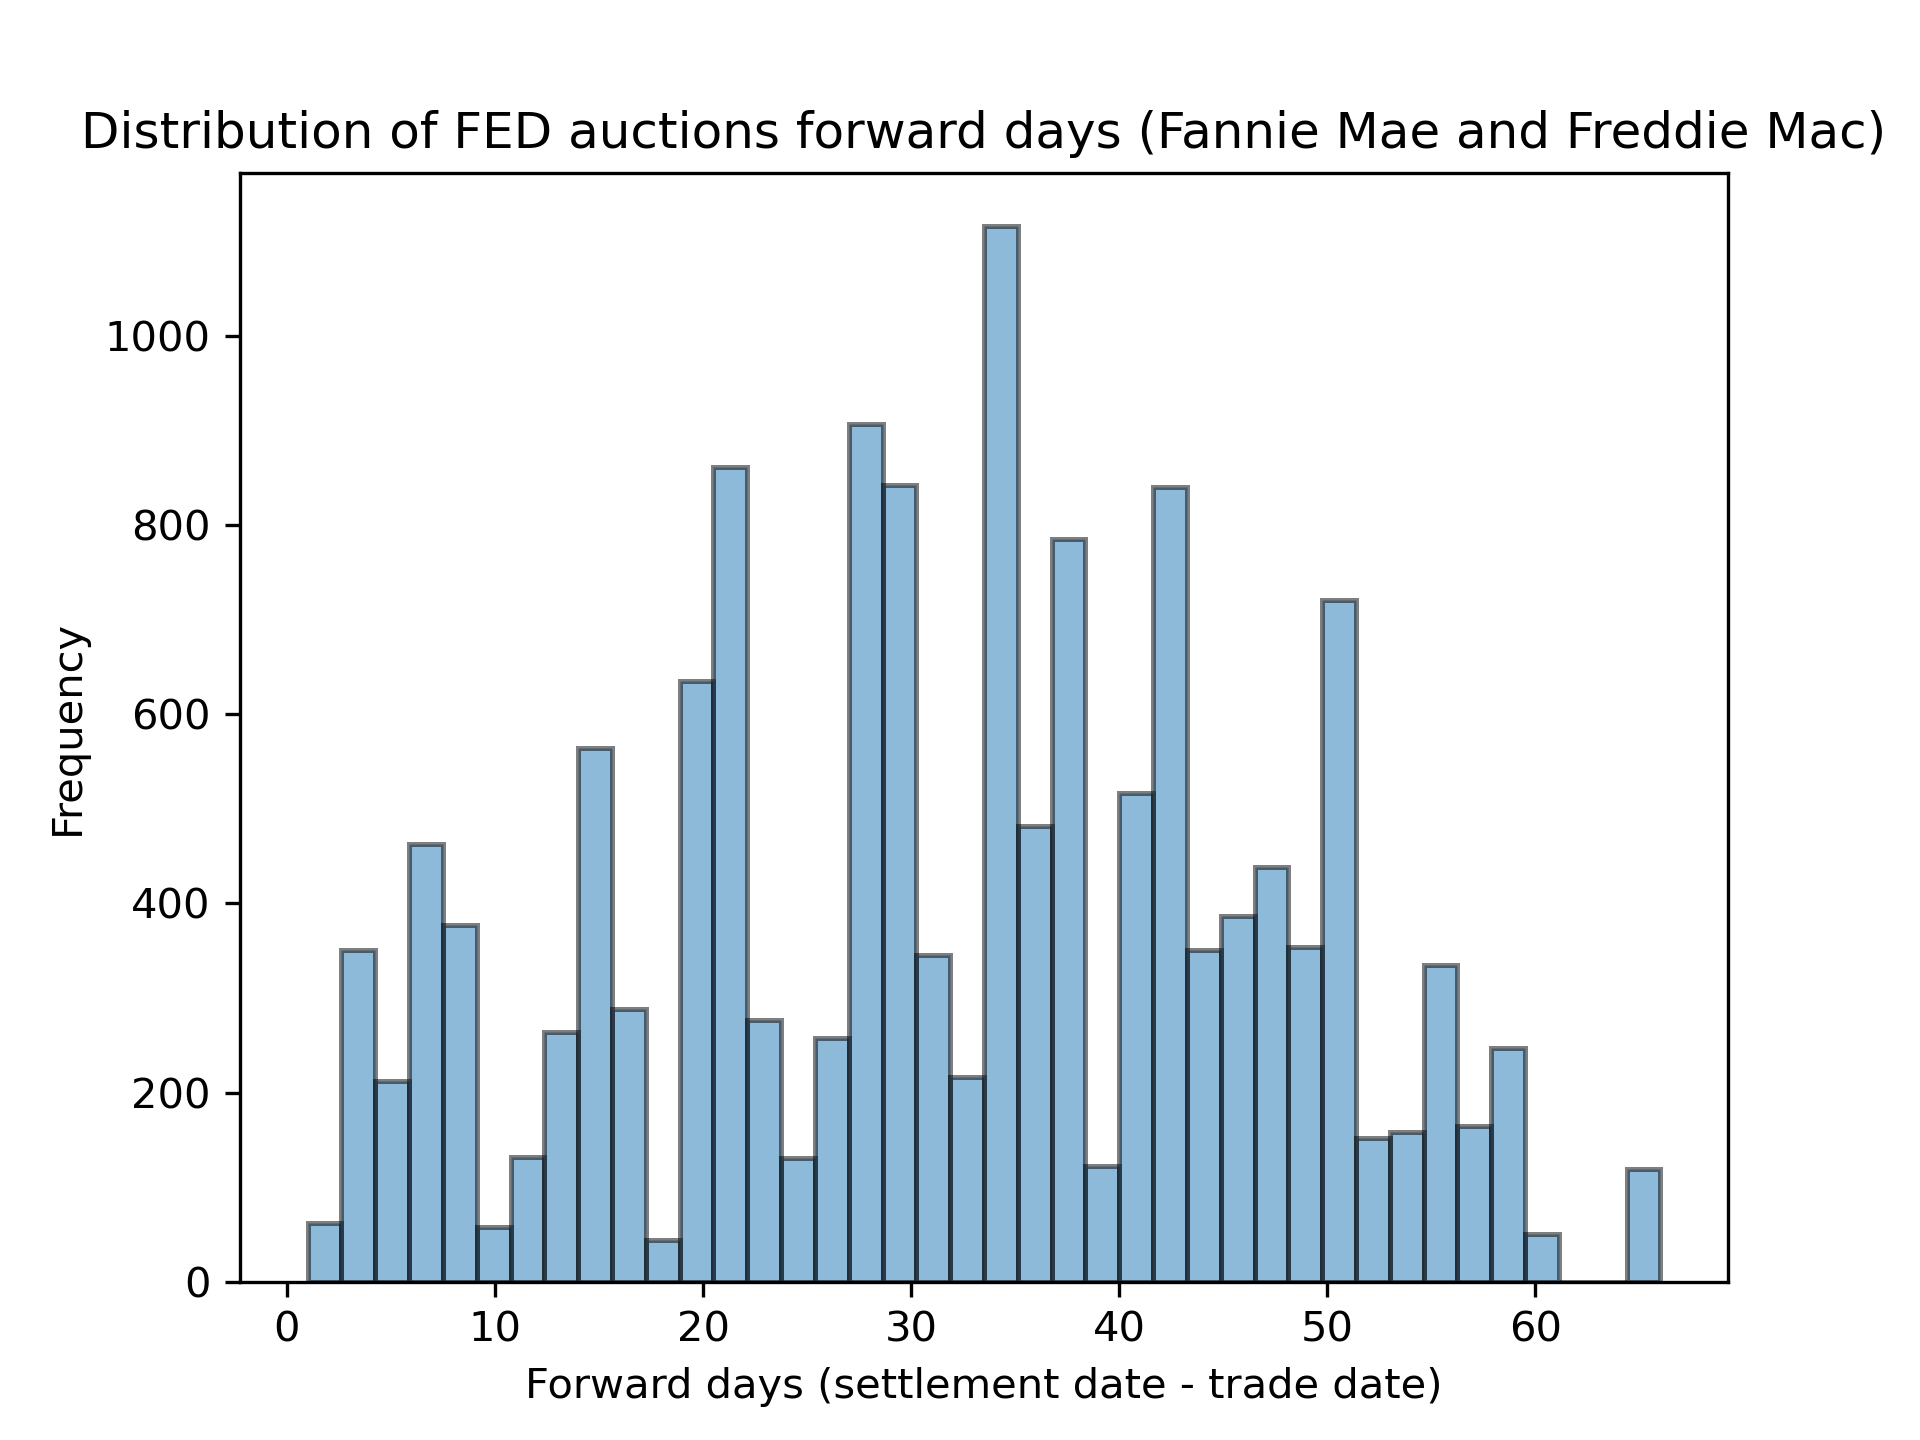 Distribution of FED auctions forward days (Fannie Mae and Freddie Mac)
Frequency
1000
800
600
400
200
0
0 10 20 30 40 50 60
Forward days (settlement date - trade date)